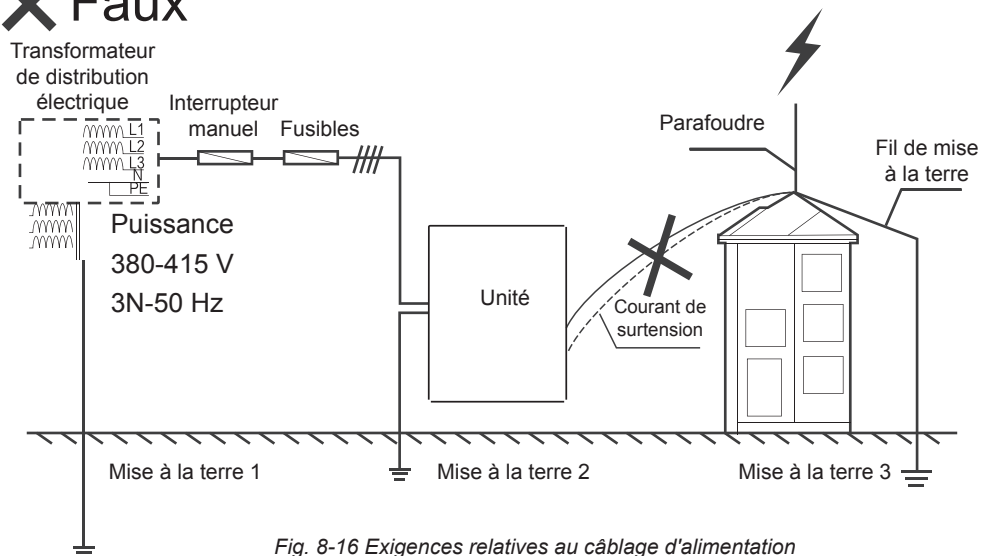 Faux
Transformateur
de distribution
électrique
Interrupteur
manuel
Fusibles
L1
L2
L3
N
PE
Puissance
380-415 V
3N-50 Hz
Unité
Parafoudre
Fil de mise
à la terre
Courant de
surtension
Mise à la terre 1
Mise à la terre 2
Mise à la terre 3
Fig. 8-16 Exigences relatives au câblage d'alimentation